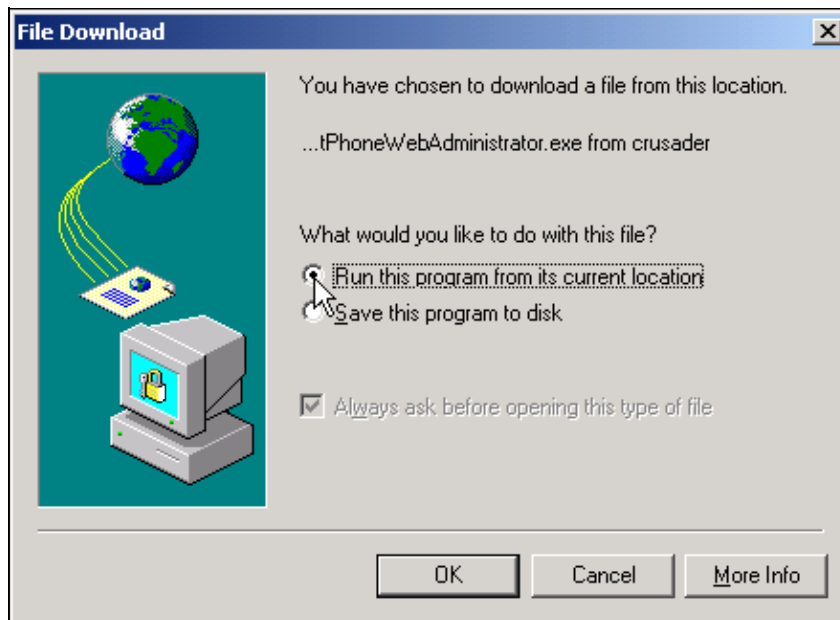 File Download
You have chosen to download a file from this location.
...tPhoneWebAdministrator.exe from crusader
What would you like to do with this file?
Run this program from its current location
Save this program to disk
Always ask before opening this type of file
OK
Cancel
More Info